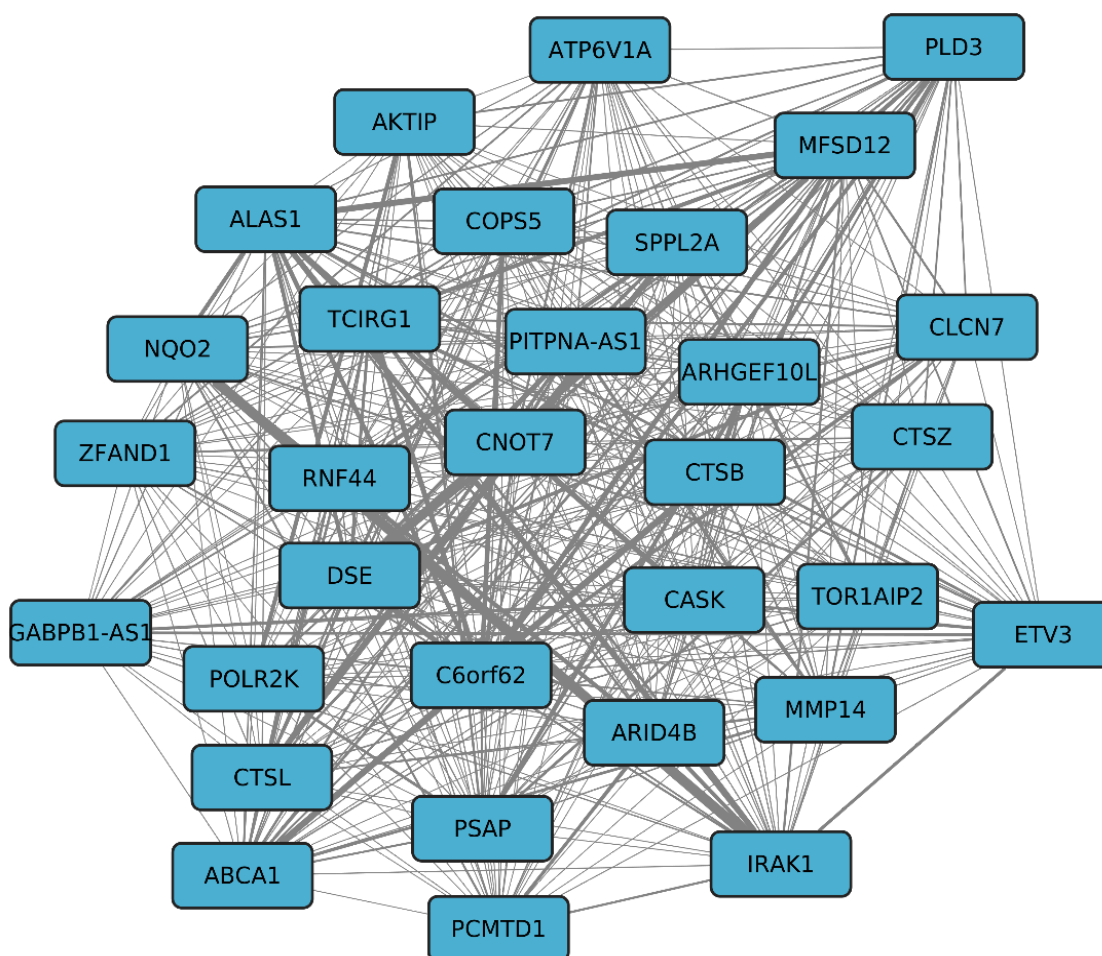 ATP6V1A
PLD3
AKTIP
MFSD12
ALAS1
COPS5
SPPL2A
TCIRG1
PITPNA-AS1
CLCN7
NQO2
ARHGEF10L
ZFAND1
CNOT7
CTSZ
RNF44
CTSB
DSE
CASK
TOR1AIP2
GABPB1-AS1
ETV3
POLR2K
C6orf62
MMP14
ARID4B
CTSL
PSAP
IRAK1
ABCA1
PCMTD1